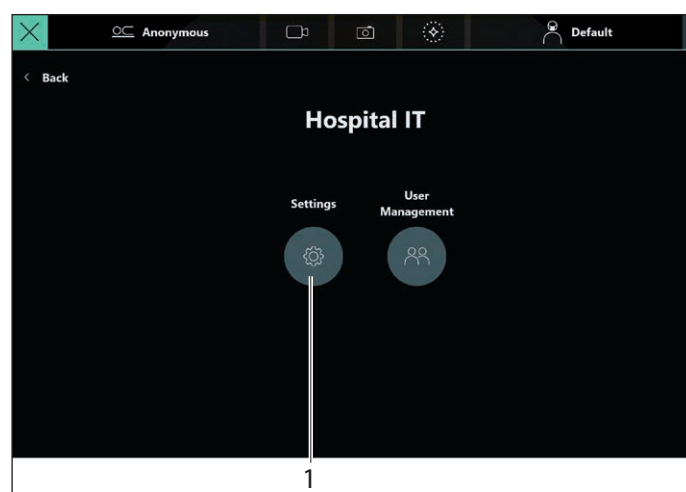 Anonymous
Default
Back
Hospital IT
Settings
User
Management
1